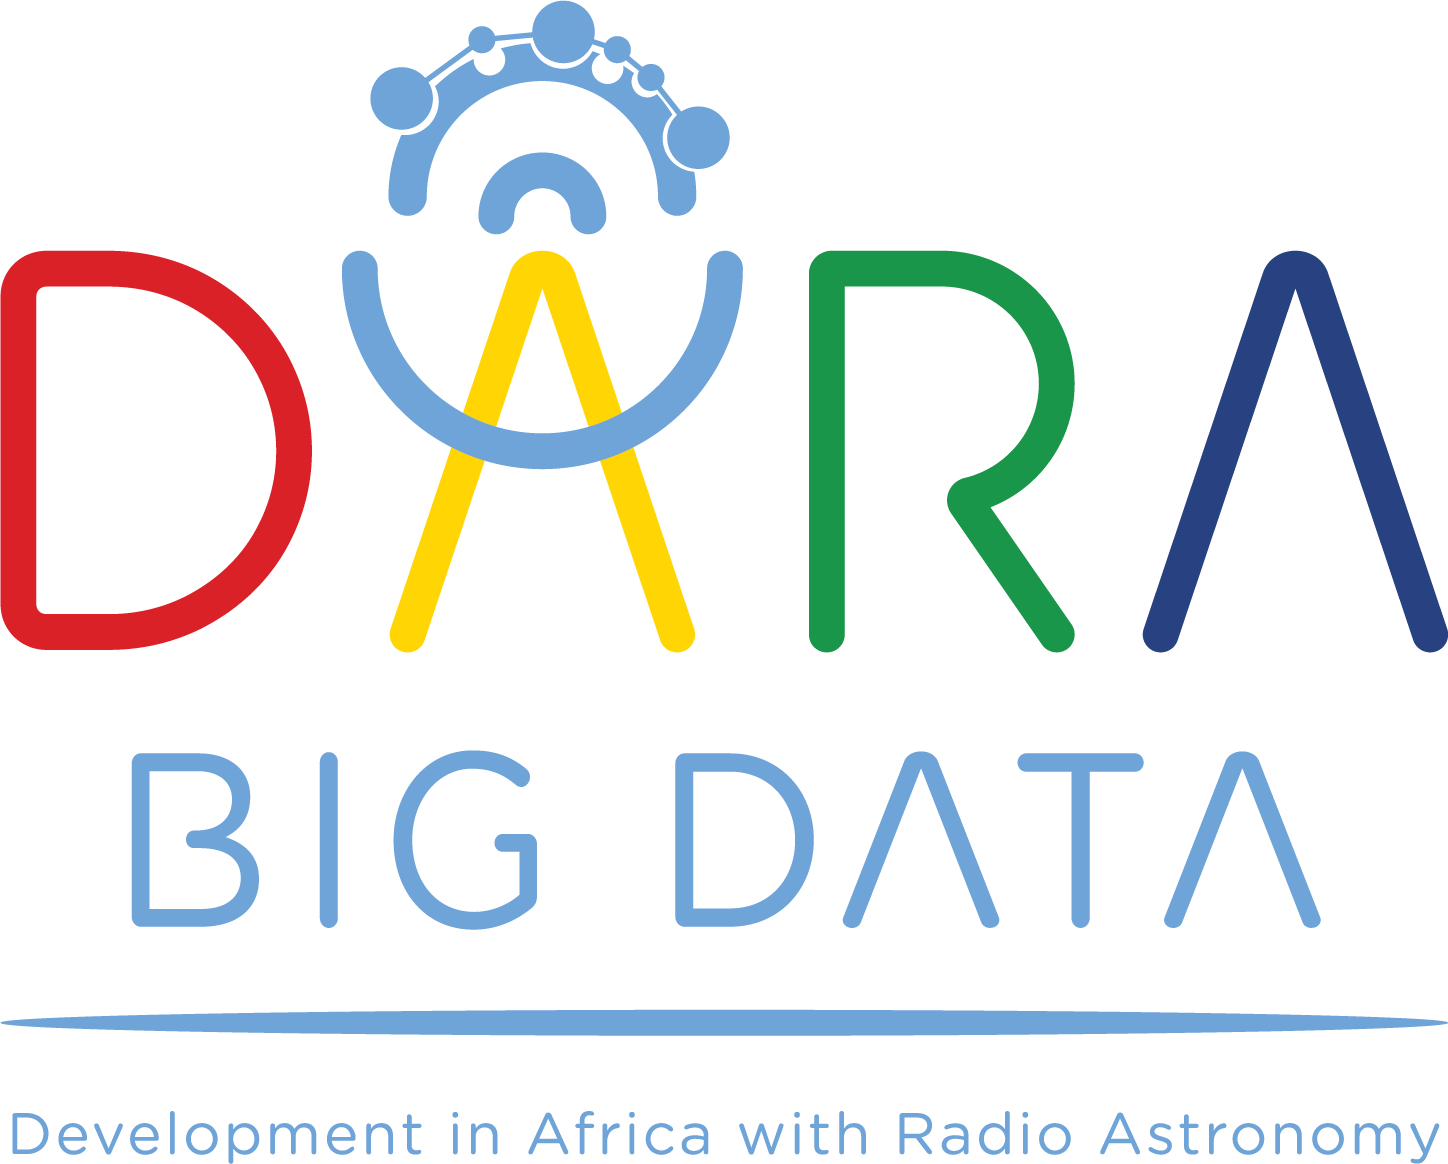 DARA
BIG DATA
Development in Africa with Radio Astronomy